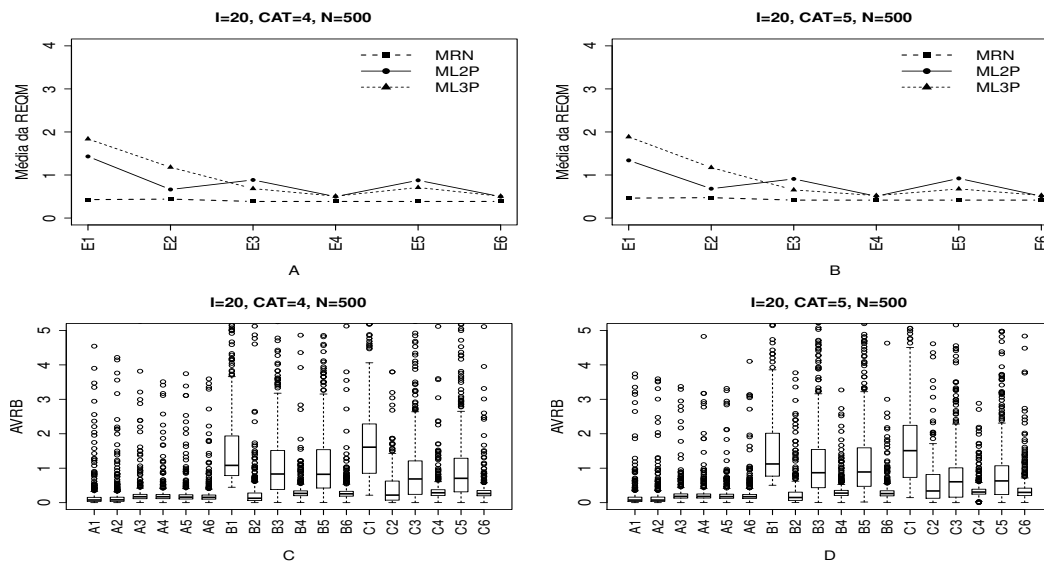 I=20, CAT=4, N=500
Média da REQM
4
3
2
1
0
MRN
ML2P
ML3P
E1
E2
E3
E4
E5
E6
A
I=20, CAT=5, N=500
Média da REQM
4
3
2
1
0
MRN
ML2P
ML3P
E1
E2
E3
E4
E5
E6
B
I=20, CAT=4, N=500
AVRB
5
4
3
2
1
0
A1
A2
A3
A4
A5
A6
B1
B2
B3
B4
B5
B6
C1
C2
C3
C4
C5
C6
C
I=20, CAT=5, N=500
AVRB
5
4
3
2
1
0
A1
A2
A3
A4
A5
A6
B1
B2
B3
B4
B5
B6
C1
C2
C3
C4
C5
C6
D